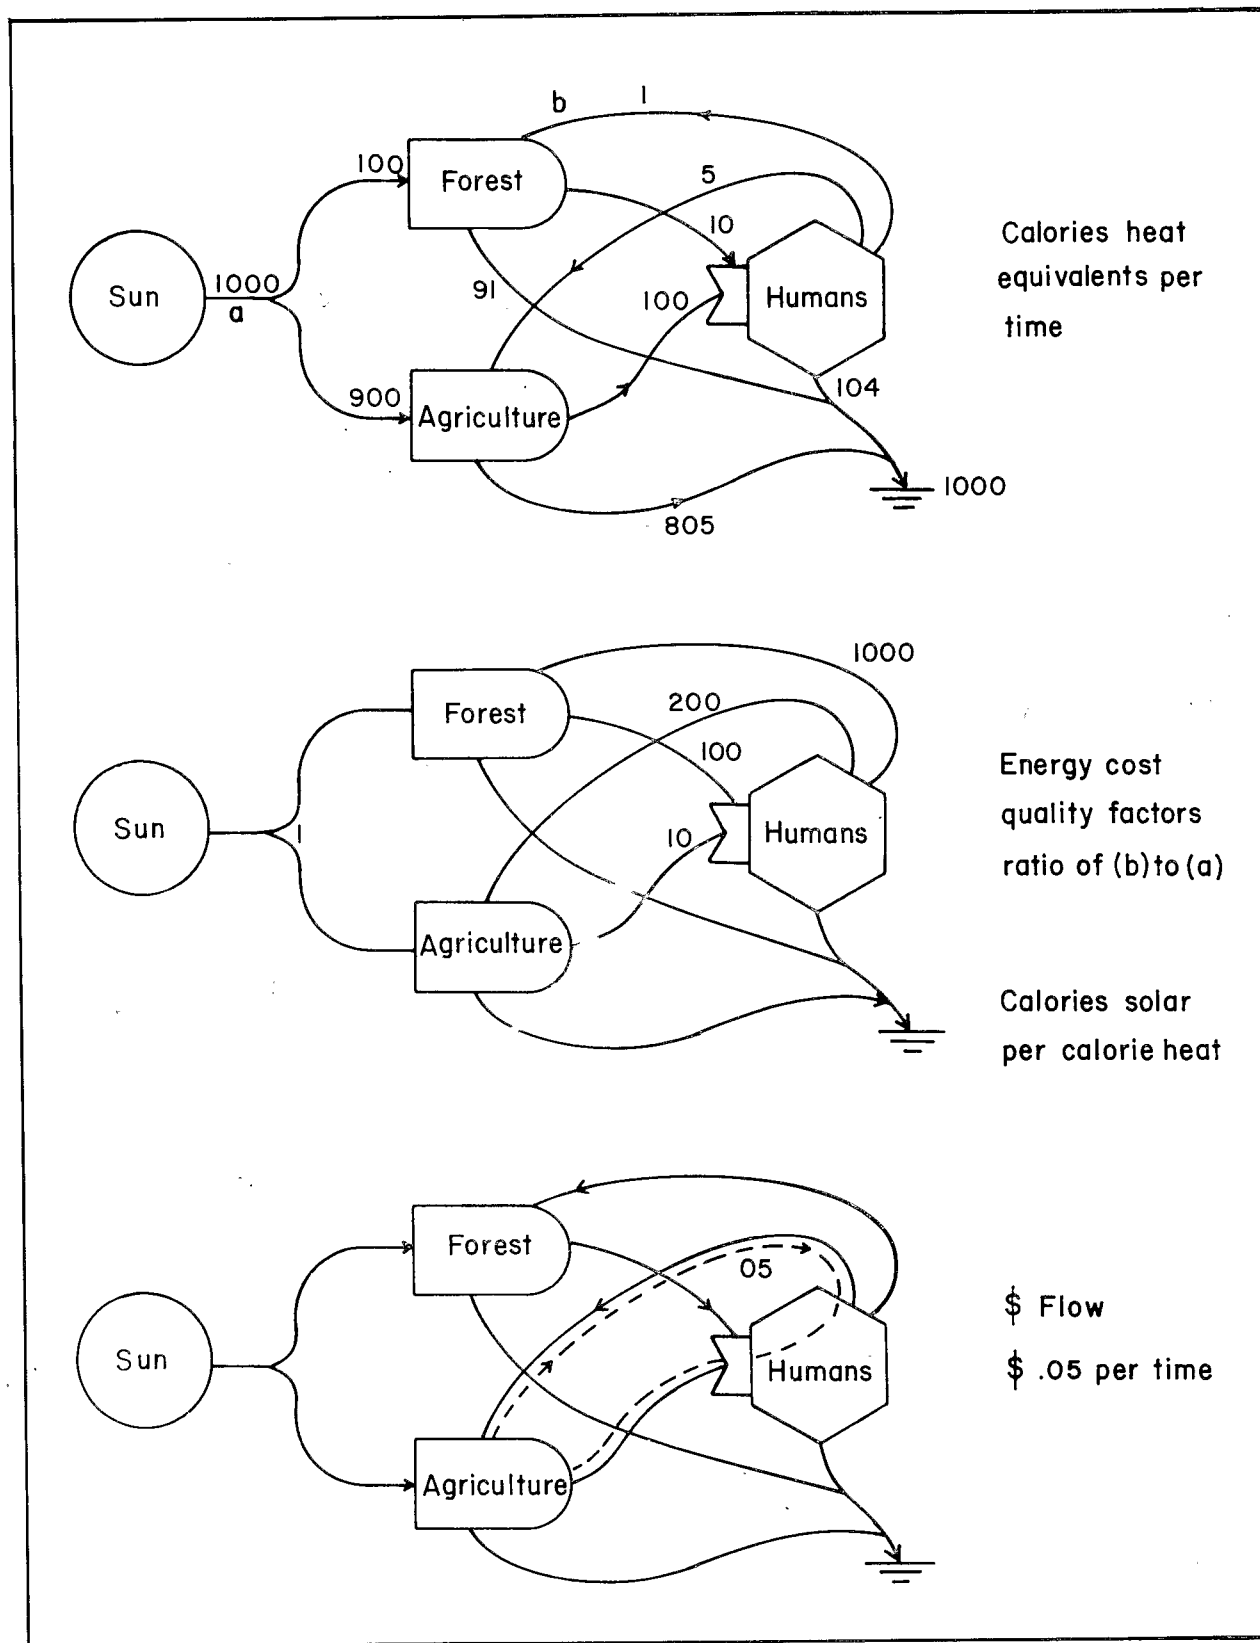 b 1
100 Forest 5
10
Calories heat
equivalents per
time
Sun 1000
a
91
100 Humans
900 Agriculture
104
1000
805
1000
Forest 200
100
Energy cost
quality factors
ratio of (b) to (a)
Sun 1
10 Humans
Agriculture
Calories solar
per calorie heat
Forest
05
$ Flow
$ .05 per time
Sun
Humans
Agriculture